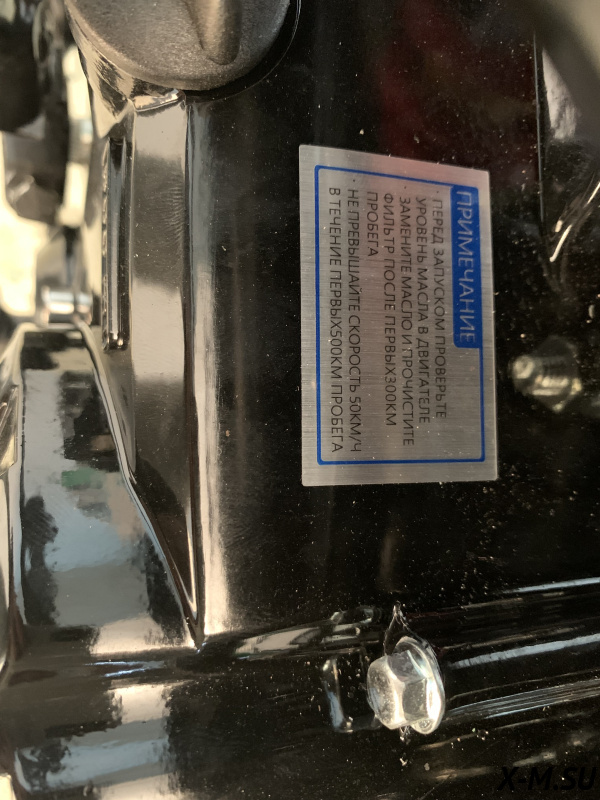 ПРИМЕЧАНИЕ
· ПЕРЕД ЗАПУСКОМ ПРОВЕРЬТЕ
УРОВЕНЬ МАСЛА В ДВИГАТЕЛЕ
· ЗАМЕНИТЕ МАСЛО И ПРОЧИСТИТЕ
ФИЛЬТР ПОСЛЕ ПЕРВЫХ300КМ
ПРОБЕГА
· НЕ ПРЕВЫШАЙТЕ СКОРОСТЬ 50КМ/Ч
В ТЕЧЕНИЕ ПЕРВЫХ500КМ ПРОБЕГА
X-M.SU